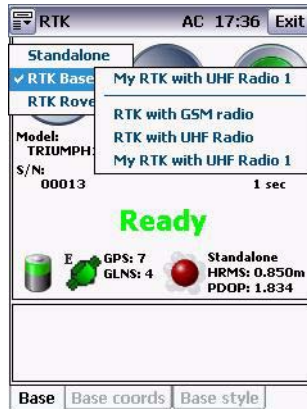 RTK AC 17:36 Exit
Standalone
RTK Base
My RTK with UHF Radio 1
RTK with GSM radio
RTK Rove
RTK with UHF Radio
My RTK with UHF Radio 1
Model:
TRIUMPH
S/N:
00013 1 sec
Ready
E GPS: 7
GLNS: 4
Standalone
HRMS: 0.850m
PDOP: 1.834
Base Base coords Base style